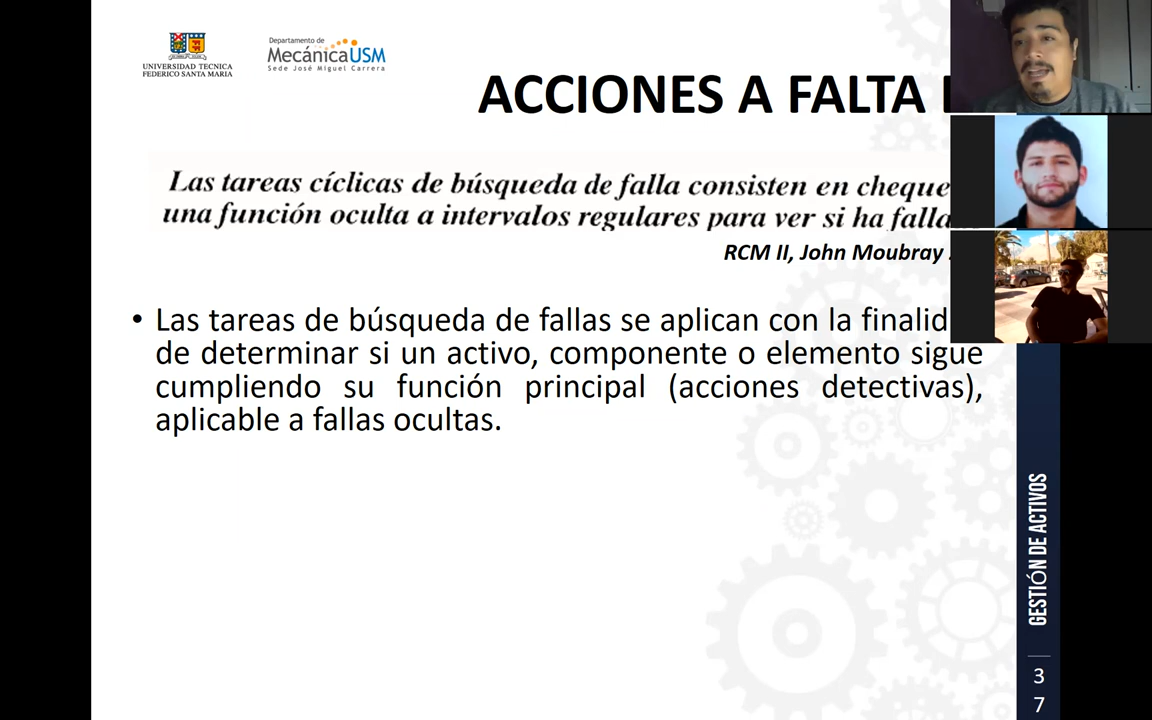 UNIVERSIDAD TECNICA
FEDERICO SANTA MARIA
Departamento de
MecánicaUSM
Sede José Miguel Carrera
ACCIONES A FALTA
Las tareas cíclicas de búsqueda de falla consisten en cheque
una función oculta a intervalos regulares para ver si ha falla
RCM II, John Moubray
• Las tareas de búsqueda de fallas se aplican con la finalid
de determinar si un activo, componente o elemento sigue
cumpliendo su función principal (acciones detectivas),
aplicable a fallas ocultas.
GESTIÓN DE ACTIVOS
3
7